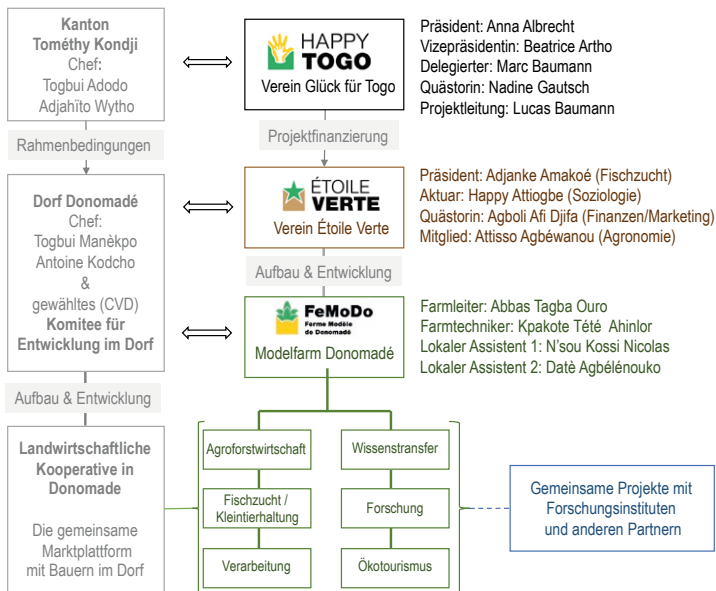 Kanton
Tométhy Kondji
Chef:
Togbui Adodo
Adjahïto Wytho
HAPPY
TOGO
Verein Glück für Togo
Präsident: Anna Albrecht
Vizepräsidentin: Beatrice Artho
Delegierter: Marc Baumann
Quästorin: Nadine Gautsch
Projektleitung: Lucas Baumann
Rahmenbedingungen
Projektfinanzierung
Dorf Donomadé
Chef:
Togbui Manèkpo
Antoine Kodcho
&
gewähltes (CVD)
Komitee für
Entwicklung im Dorf
ÉTOILE
VERTE
Verein Étoile Verte
Präsident: Adjanke Amakoé (Fischzucht)
Aktuar: Happy Attiogbe (Soziologie)
Quästorin: Agboli Afi Djifa (Finanzen/Marketing)
Mitglied: Attisso Agbéwanou (Agronomie)
Aufbau & Entwicklung
FeMoDo
Ferme Modèle
de Donomadé
Modelfarm Donomadé
Farmleiter: Abbas Tagba Ouro
Farmtechniker: Kpakote Tété Ahinlor
Lokaler Assistent 1: N'sou Kossi Nicolas
Lokaler Assistent 2: Datè Agbélénouko
Aufbau & Entwicklung
Landwirtschaftliche
Kooperative in
Donomade
Die gemeinsame
Marktplattform
mit Bauern im Dorf
Agroforstwirtschaft
Wissenstransfer
Fischzucht /
Kleintierhaltung
Forschung
Verarbeitung
Ökotourismus
Gemeinsame Projekte mit
Forschungsinstituten
und anderen Partnern